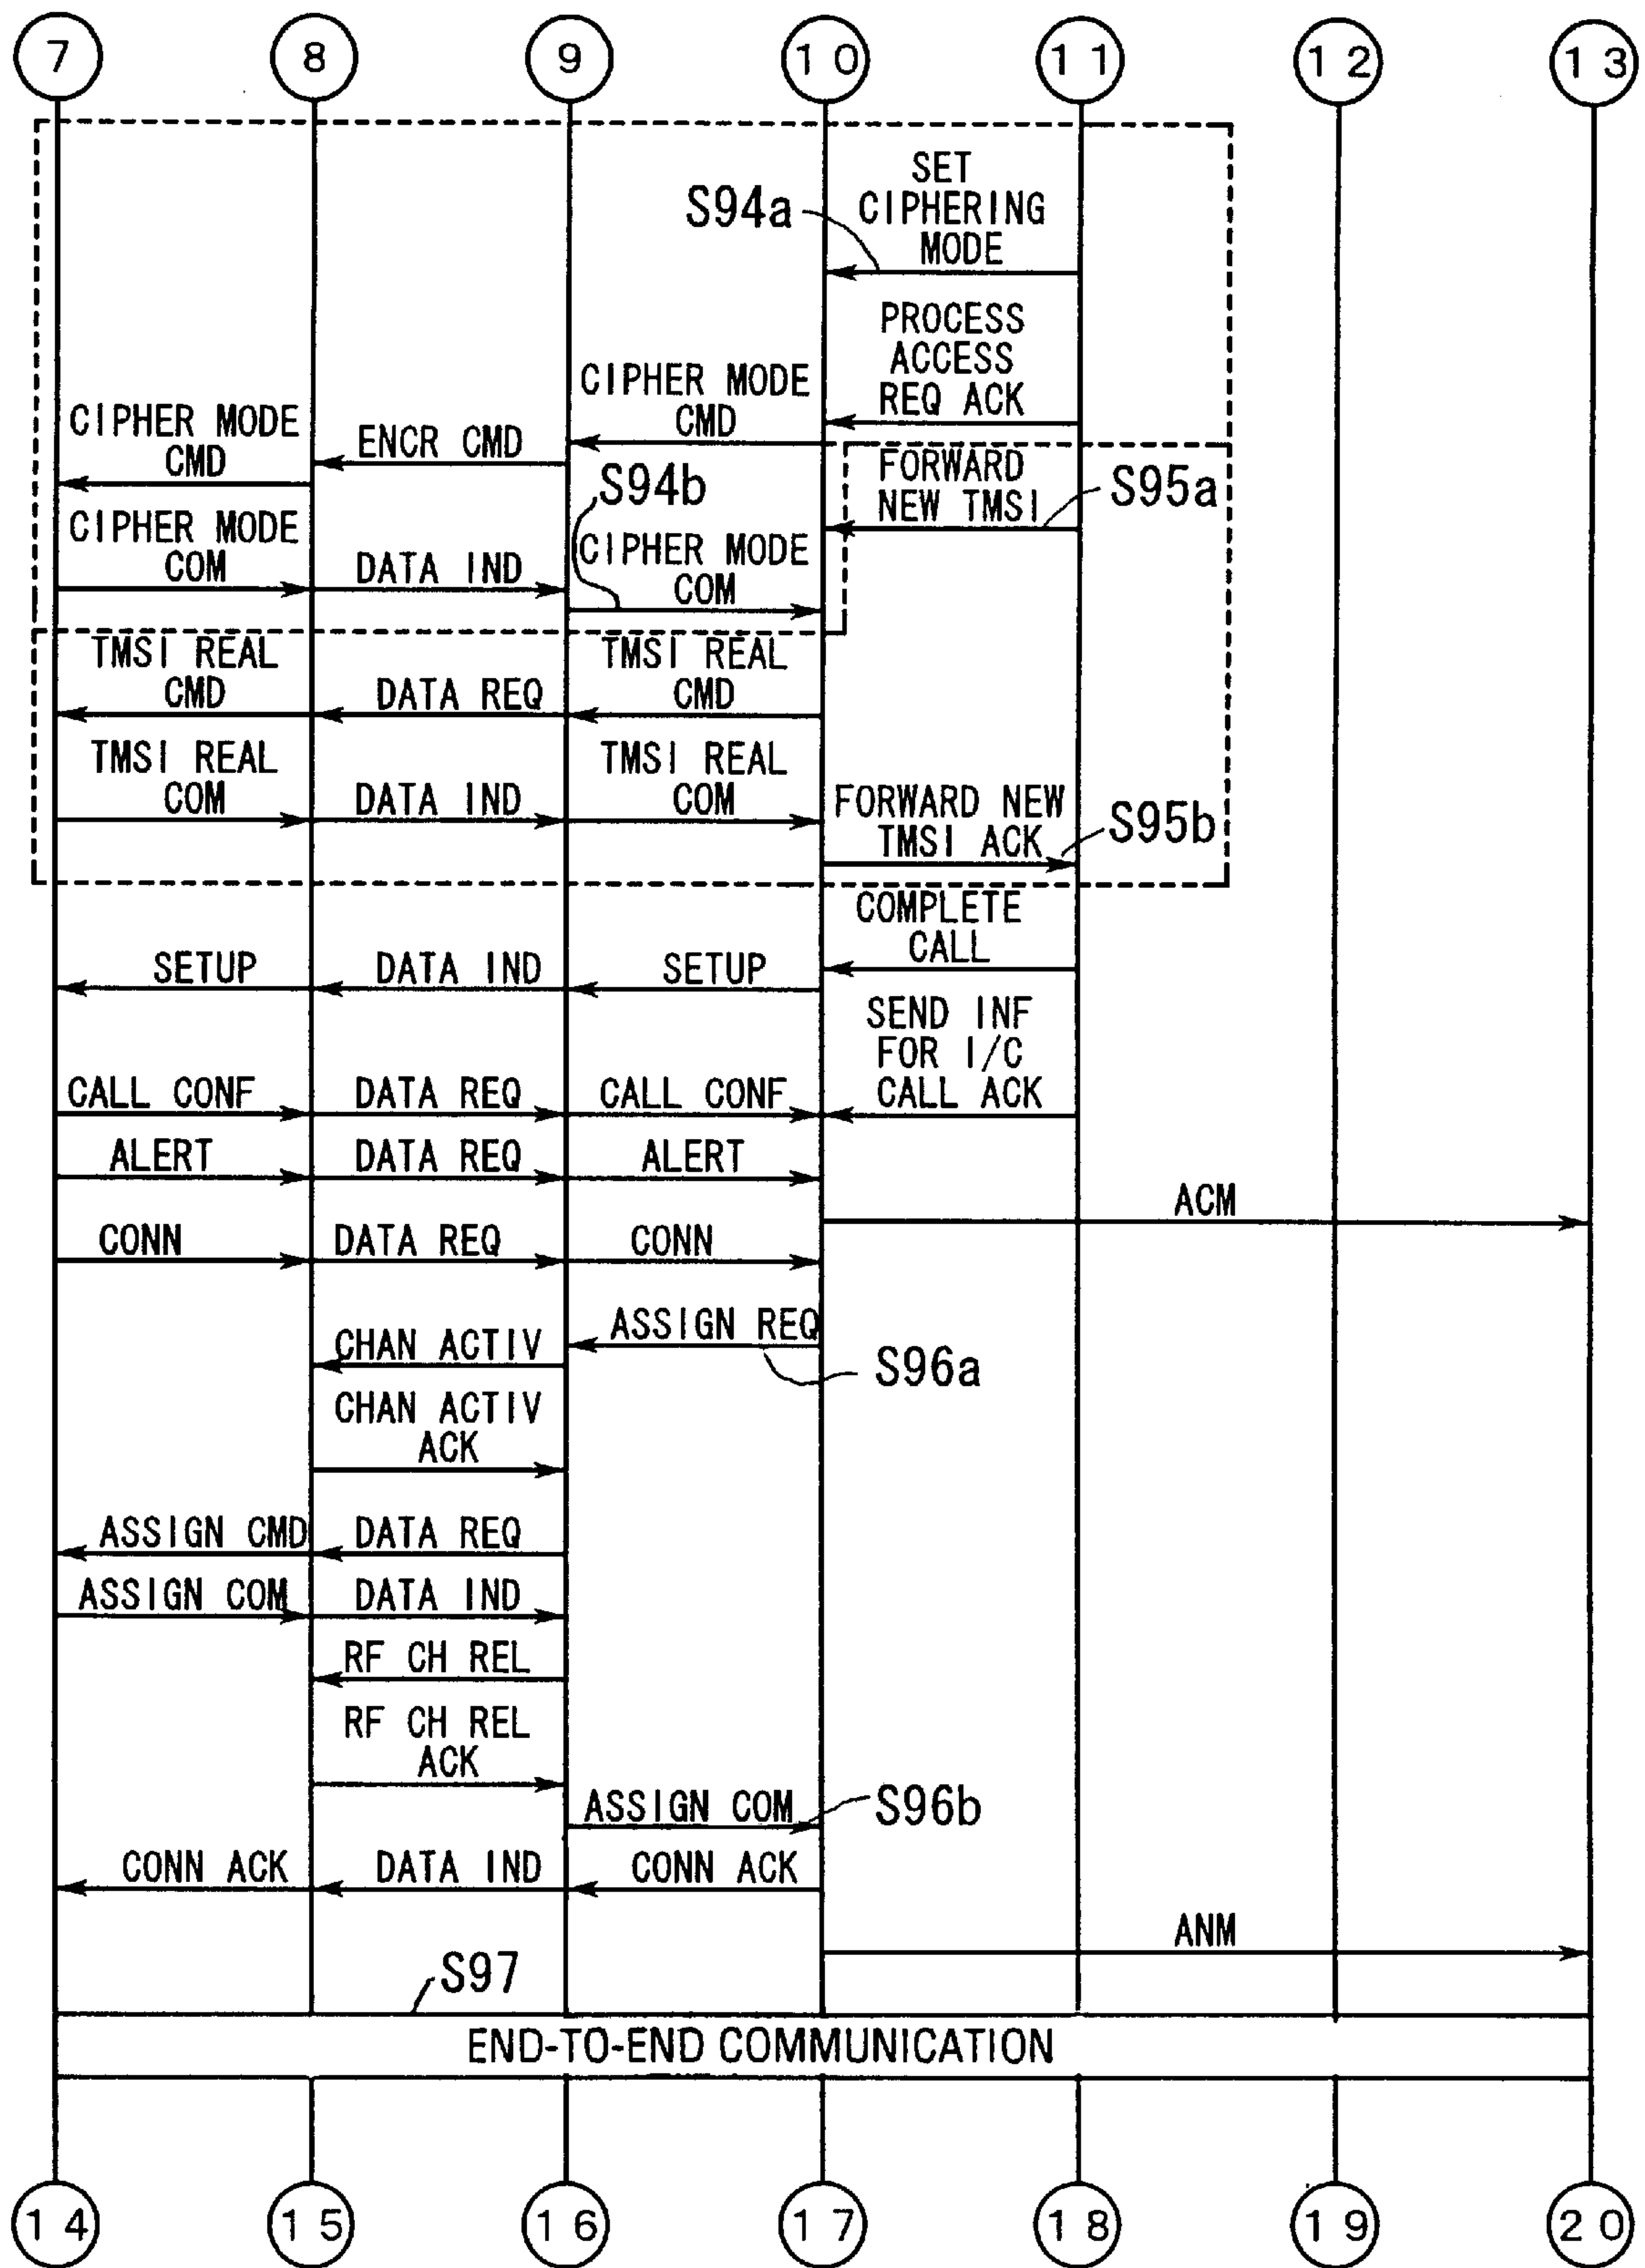 7 8 9 10 11 12 13
SET
CIPHERING
MODE
S94a
PROCESS
ACCESS
REQ ACK
CIPHER MODE
CMD
ENCR CMD
CIPHER MODE
CMD
FORWARD
NEW TMSI
S95a
S94b
CIPHER MODE
COM
DATA IND
CIPHER MODE
COM
TMSI REAL
CMD
DATA REQ
TMSI REAL
CMD
TMSI REAL
COM
DATA IND
TMSI REAL
COM
FORWARD NEW
TMSI ACK
S95b
COMPLETE
CALL
SETUP
DATA IND
SETUP
SEND INF
FOR I/C
CALL ACK
CALL CONF
DATA REQ
CALL CONF
ALERT
DATA REQ
ALERT
ACM
CONN
DATA REQ
CONN
ASSIGN REQ
S96a
CHAN ACTIV
CHAN ACTIV
ACK
ASSIGN CMD
DATA REQ
ASSIGN COM
DATA IND
RF CH REL
RF CH REL
ACK
ASSIGN COM
S96b
CONN ACK
DATA IND
CONN ACK
ANM
S97
END-TO-END COMMUNICATION
14 15 16 17 18 19 20